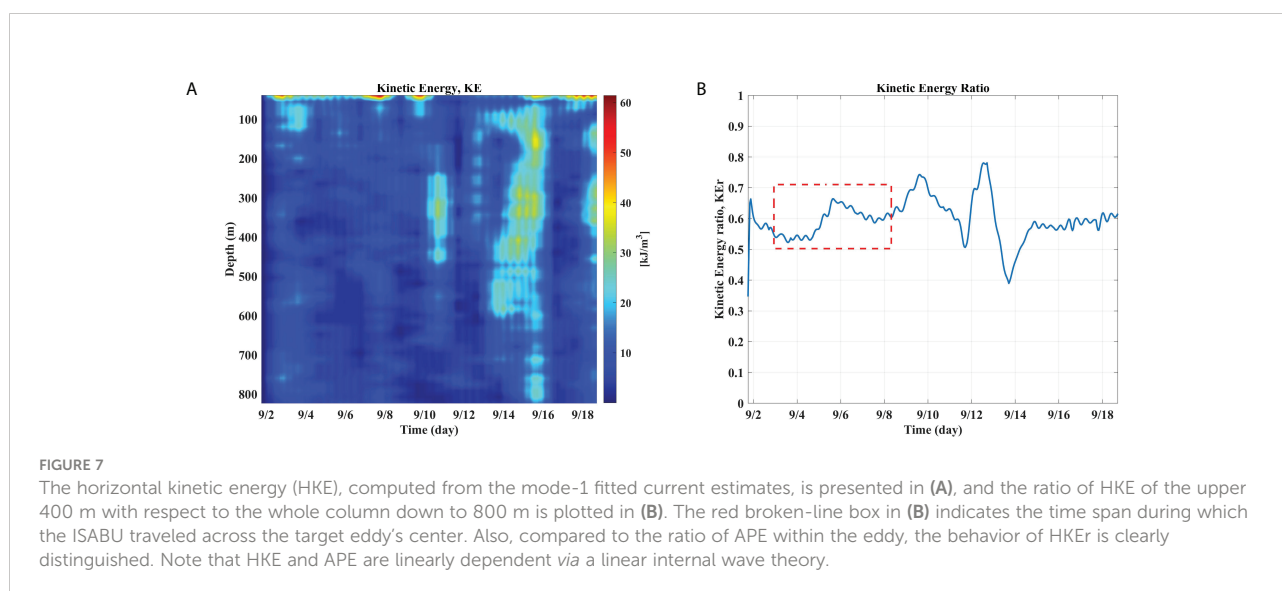 A
Kinetic Energy, KE
100
200
300
400
500
600
700
800
Depth (m)
9/2 9/4 9/6 9/8 9/10 9/12 9/14 9/16 9/18
Time (day)
60
50
40
30
20
10
[kJ/m³]
B
Kinetic Energy Ratio
1
0.9
0.8
0.7
0.6
0.5
0.4
0.3
0.2
0.1
0
Kinetic Energy ratio, KEr
9/2 9/4 9/6 9/8 9/10 9/12 9/14 9/16 9/18
Time (day)
FIGURE 7
The horizontal kinetic energy (HKE), computed from the mode-1 fitted current estimates, is presented in (A), and the ratio of HKE of the upper
400 m with respect to the whole column down to 800 m is plotted in (B). The red broken-line box in (B) indicates the time span during which
the ISABU traveled across the target eddy's center. Also, compared to the ratio of APE within the eddy, the behavior of HKEr is clearly
distinguished. Note that HKE and APE are linearly dependent via a linear internal wave theory.